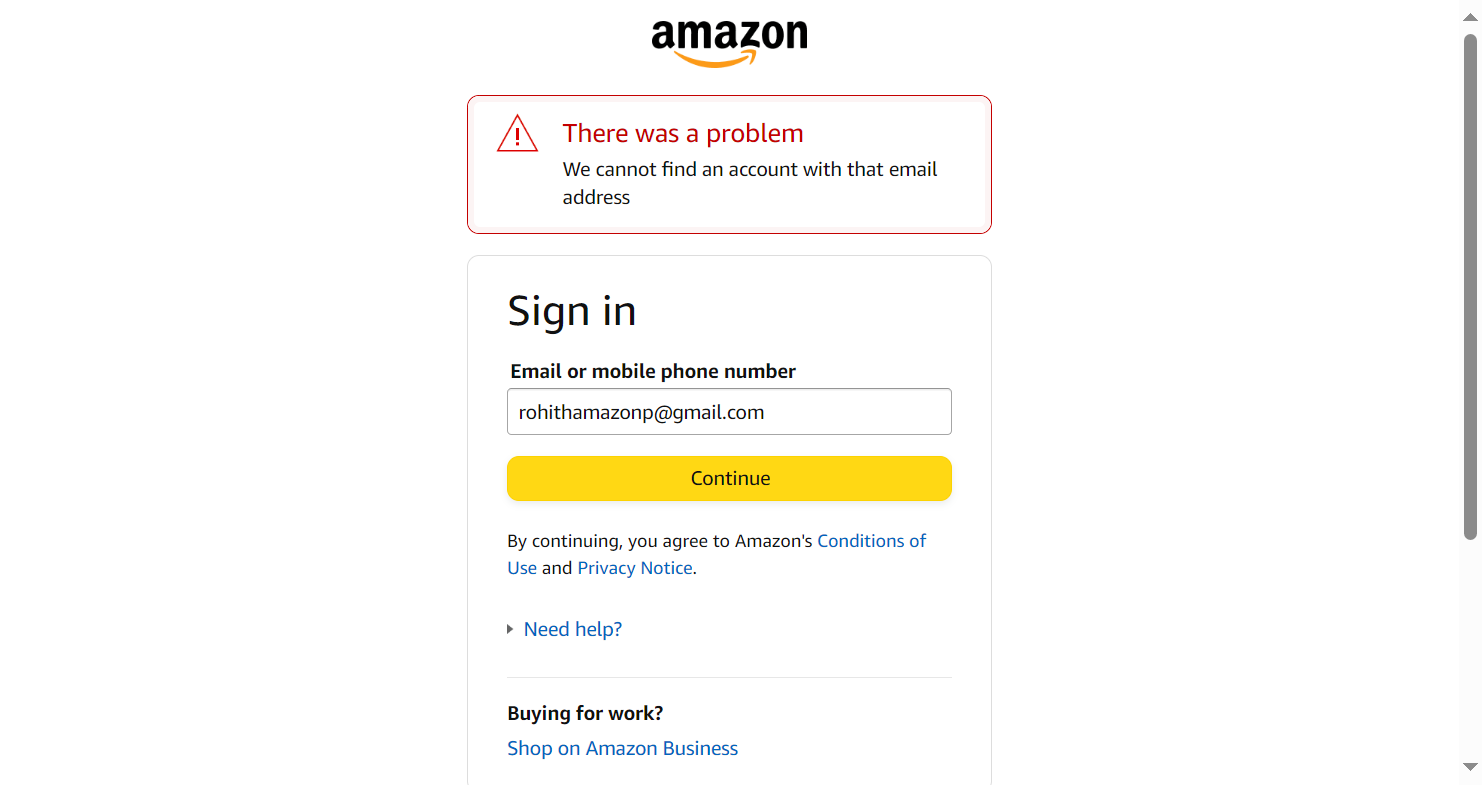 amazon
There was a problem
We cannot find an account with that email
address
Sign in
Email or mobile phone number
rohithamazonp@gmail.com
Continue
By continuing, you agree to Amazon's Conditions of
Use and Privacy Notice.
Need help?
Buying for work?
Shop on Amazon Business